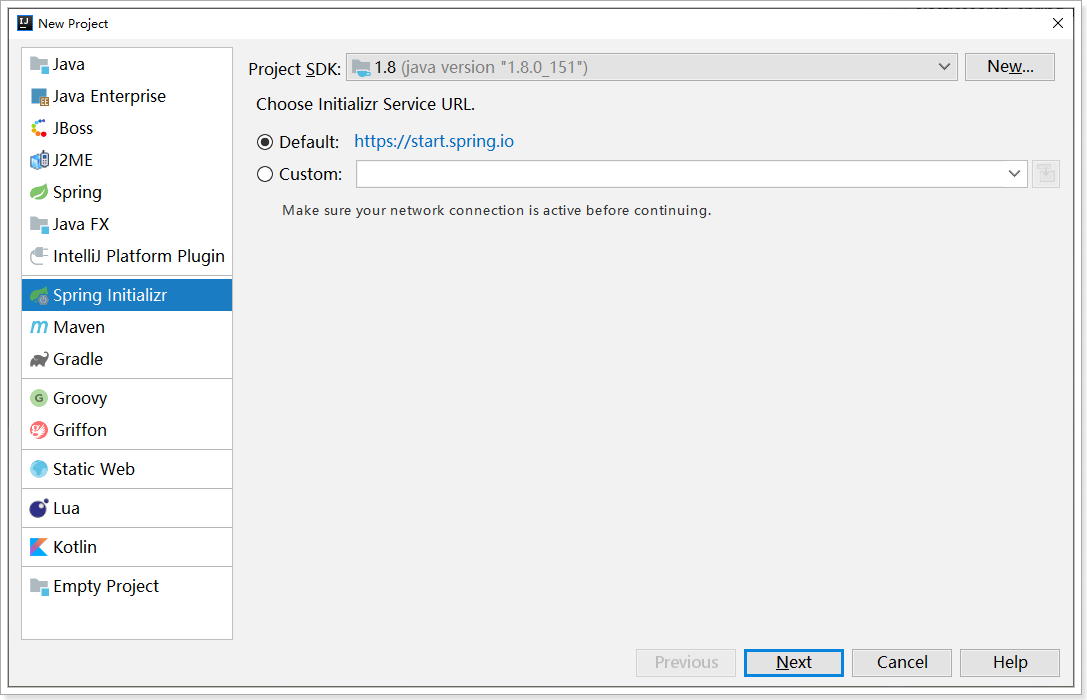 New Project
Java
Java Enterprise
JBoss
J2ME
Spring
Java FX
IntelliJ Platform Plugin
Spring Initializr
Maven
Gradle
Groovy
Griffon
Static Web
Lua
Kotlin
Empty Project
Project SDK: 1.8 (java version "1.8.0_151") New...
Choose Initializr Service URL.
Default: https://start.spring.io
Custom:
Make sure your network connection is active before continuing.
Previous Next Cancel Help